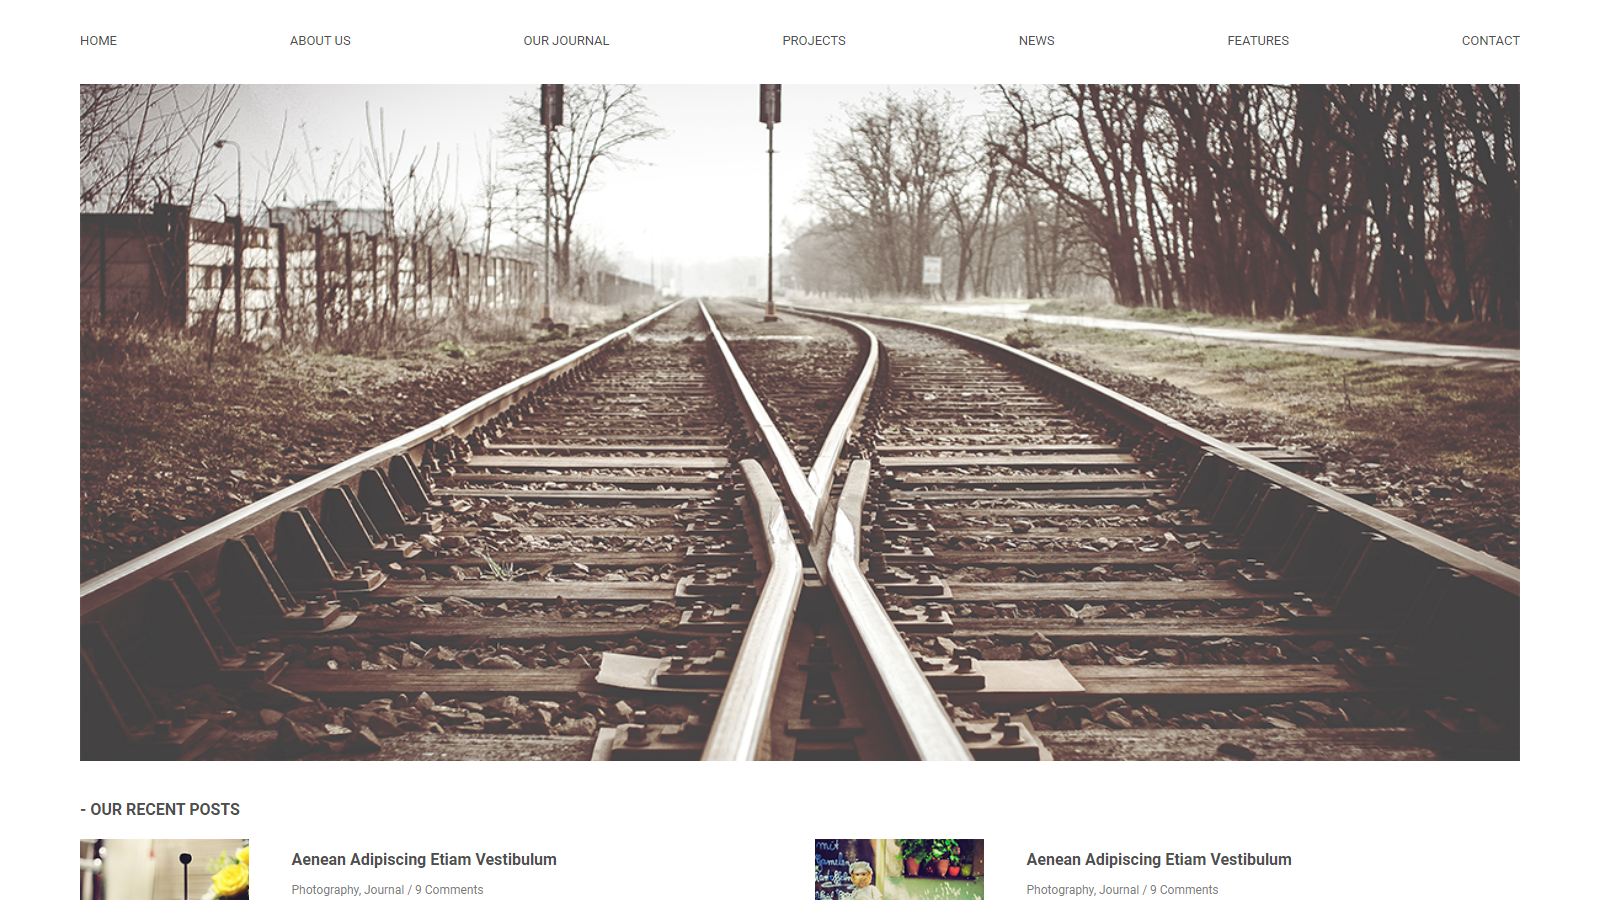 HOME ABOUT US OUR JOURNAL PROJECTS NEWS FEATURES CONTACT
- OUR RECENT POSTS
Aenean Adipiscing Etiam Vestibulum
Photography, Journal / 9 Comments
mit
Aenean Adipiscing Etiam Vestibulum
Photography, Journal / 9 Comments